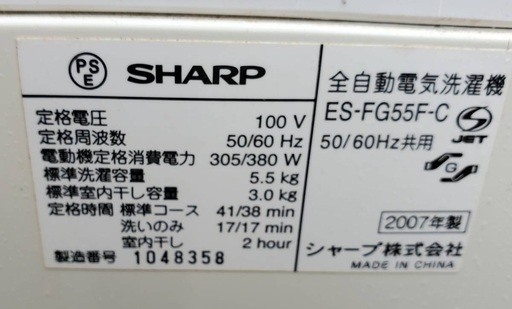 PSE SHARP
定格電圧 100 V
定格周波数 50/60 Hz
電動機定格消費電力 305/380 W
標準洗濯容量 5.5 kg
標準室内干し容量 3.0 kg
定格時間 標準コース 41/38 min
洗いのみ 17/17 min
室内干し 2 hour
製造番号 1048358
全自動電気洗濯機
ES-FG55F-C
S JET
50/60Hz共用
G
2007年製
シャープ株式会社
MADE IN CHINA